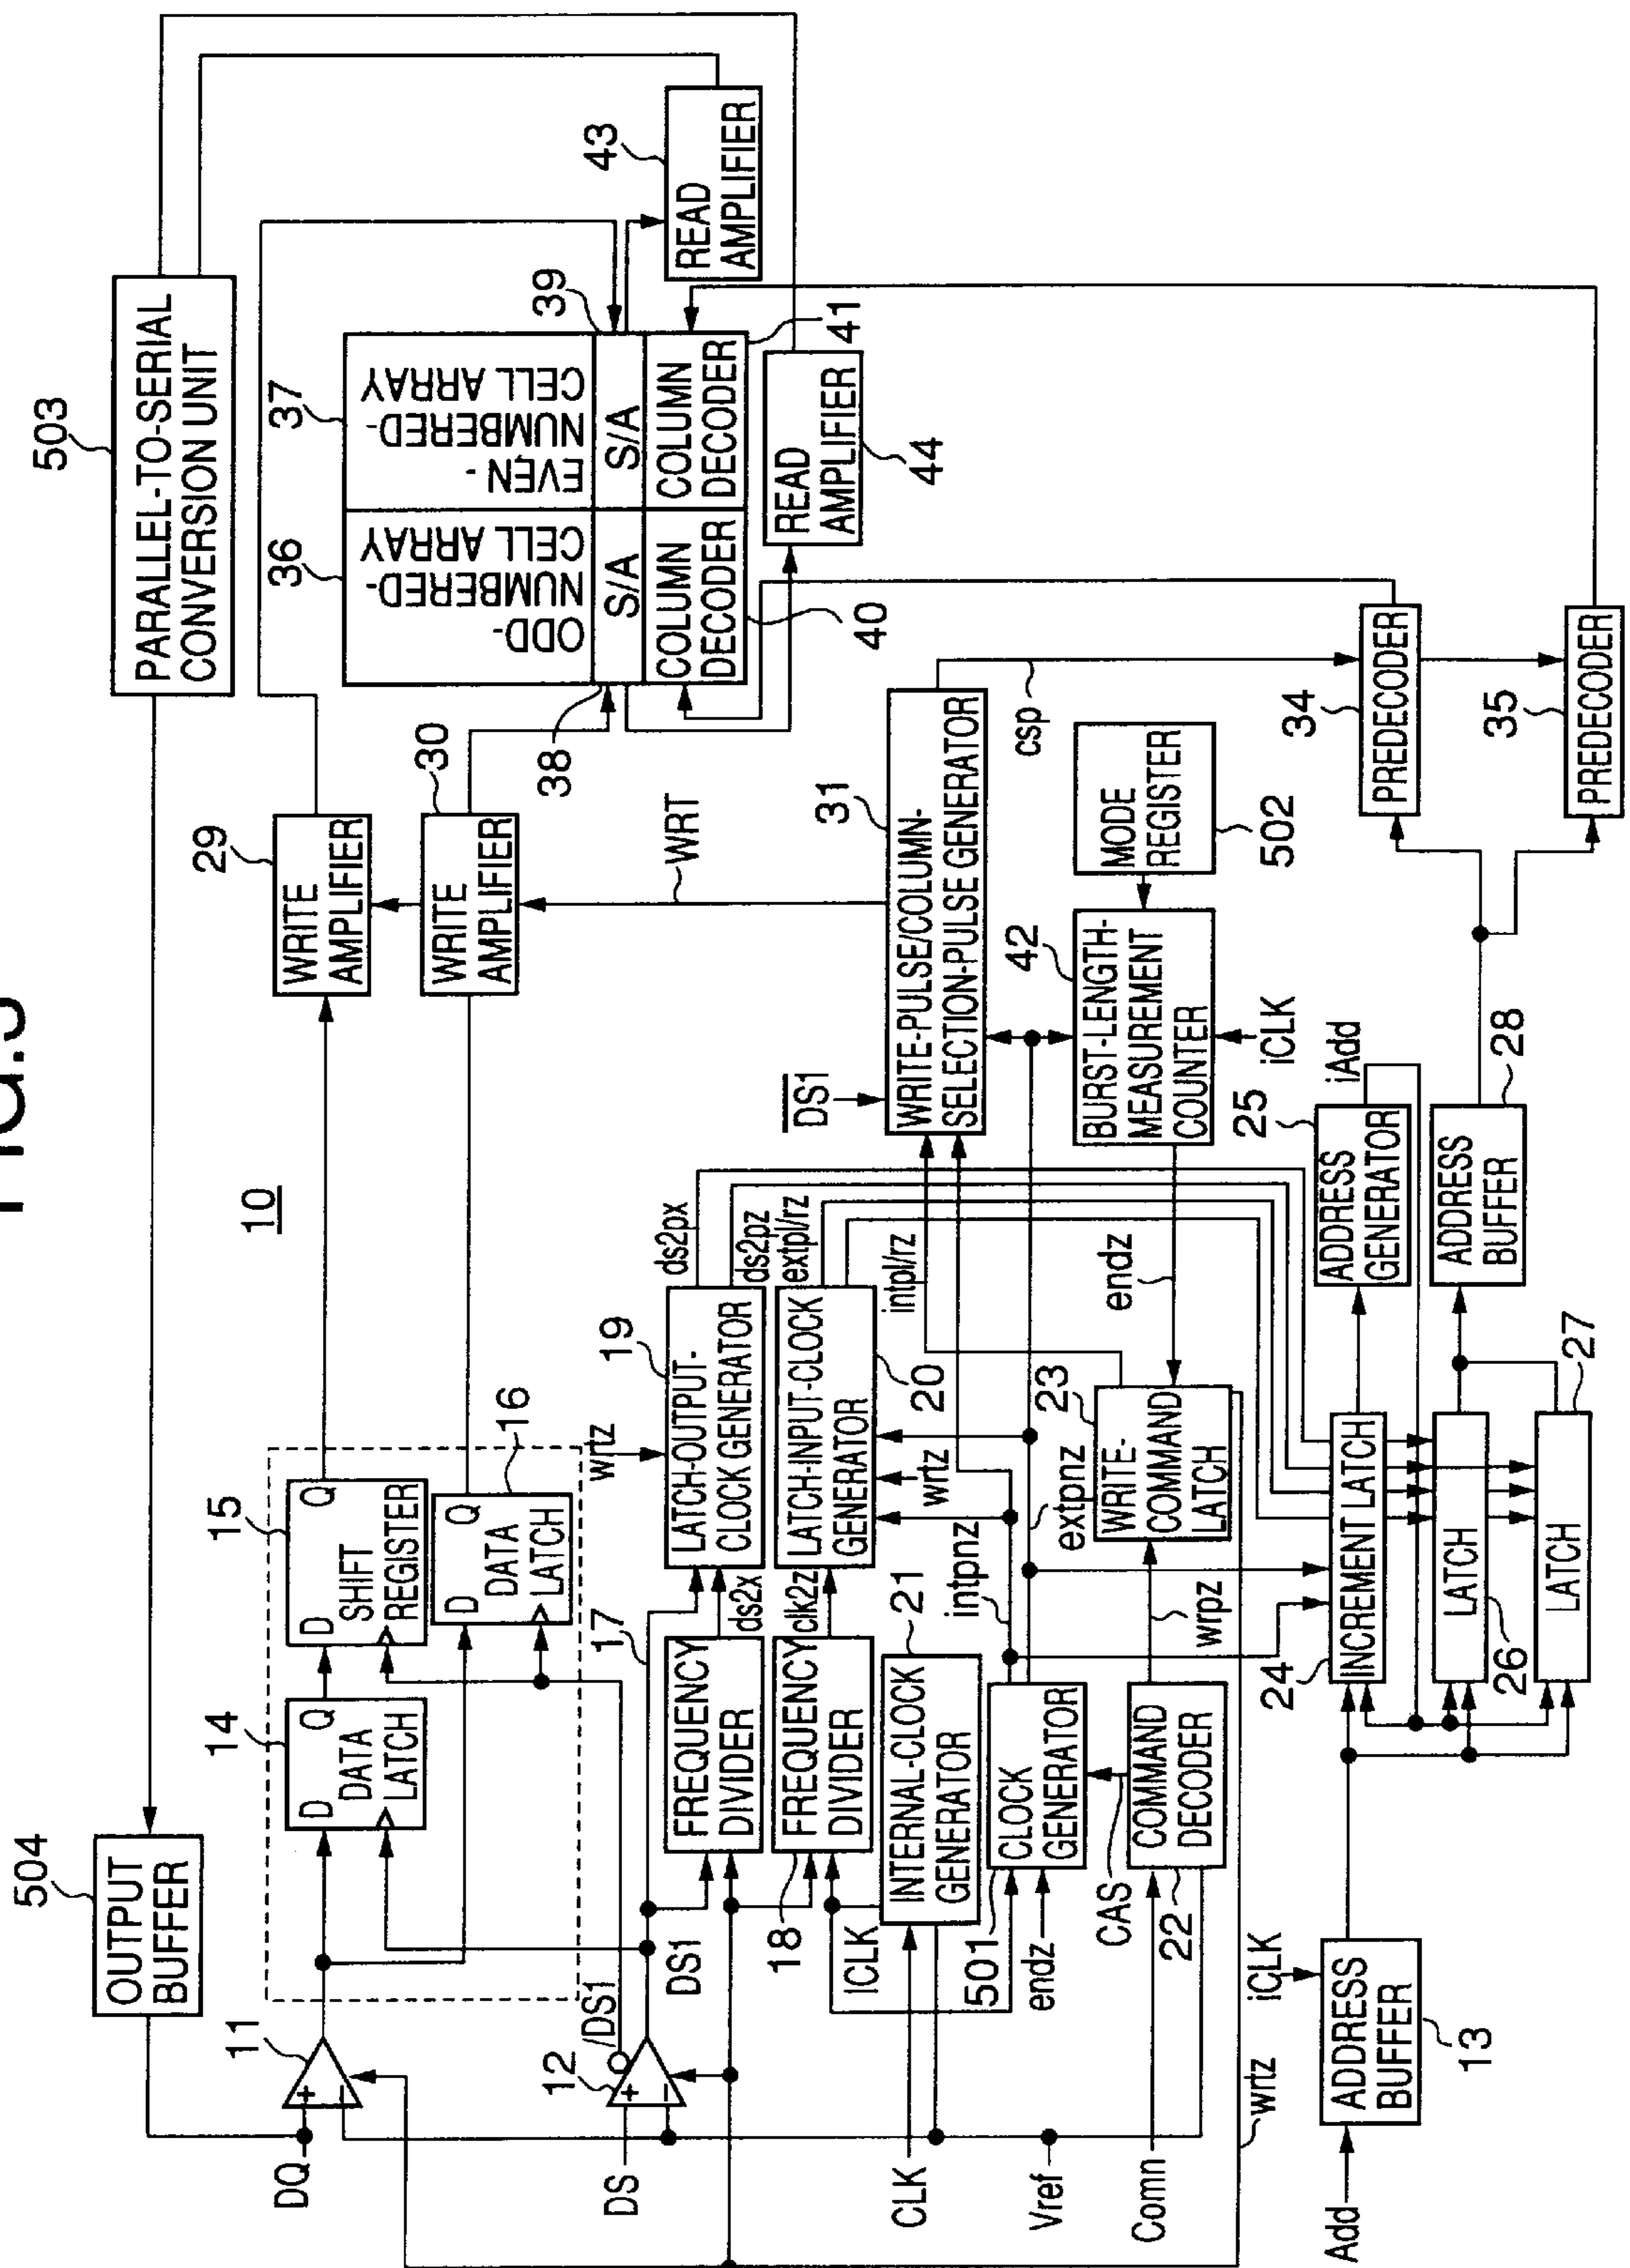 FIG.3
10
503
PARALLEL-TO-SERIAL
CONVERSION UNIT
504
OUTPUT
BUFFER
DQ
11
+
−
14
D Q
DATA
LATCH
15
D Q
SHIFT
REGISTER
16
D Q
DATA
LATCH
29
WRITE
AMPLIFIER
30
WRITE
AMPLIFIER
WRT
36
ODD-
NUMBERED-
CELL ARRAY
37
EVEN-
NUMBERED-
CELL ARRAY
38
S/A
39
S/A
40
COLUMN
DECODER
41
COLUMN
DECODER
43
READ
AMPLIFIER
44
READ
AMPLIFIER
DS
12
+
−
/DS1
DS1
17
FREQUENCY
DIVIDER
ds2x
wrtz
19
LATCH-OUTPUT-
CLOCK GENERATOR
ds2px
ds2pz
18
FREQUENCY
DIVIDER
clk2z
LATCH-INPUT-CLOCK
GENERATOR
20
wrtz
extpl/rz
intpl/rz
ICLK
CLK
21
INTERNAL-CLOCK
GENERATOR
intpnz
extpnz
Vref
501
CLOCK
GENERATOR
endz
CAS
Comn
22
COMMAND
DECODER
wrpz
23
WRITE-
COMMAND
LATCH
endz
wrtz
DS1
31
WRITE-PULSE/COLUMN-
SELECTION-PULSE GENERATOR
csp
42
BURST-LENGTH-
MEASUREMENT
COUNTER
iCLK
MODE
REGISTER
502
Add
iCLK
ADDRESS
BUFFER
13
24
INCREMENT LATCH
LATCH
26
LATCH
27
25
ADDRESS
GENERATOR
iAdd
ADDRESS
BUFFER
28
34
PREDECODER
35
PREDECODER